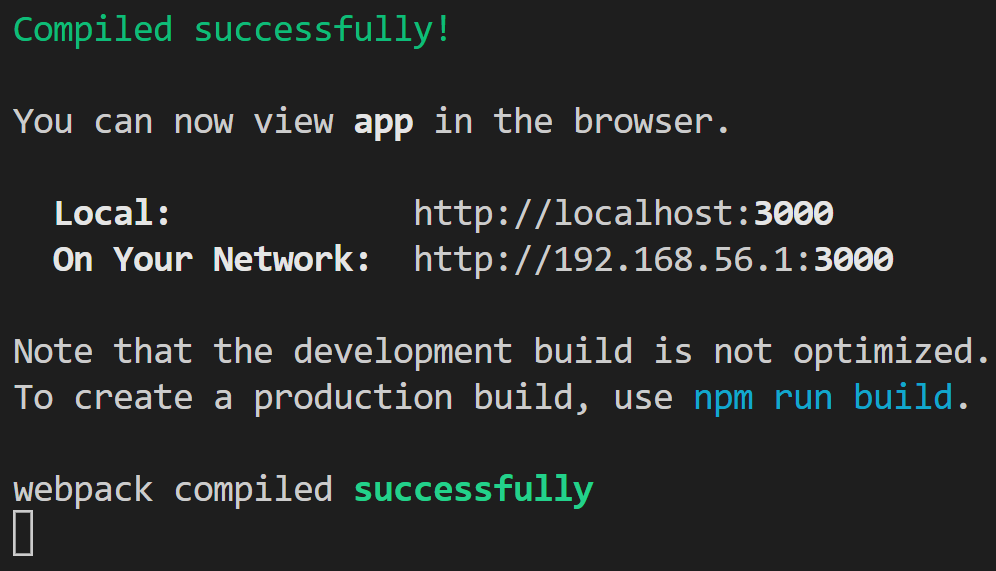 Compiled successfully!
You can now view app in the browser.
Local: http://localhost:3000
On Your Network: http://192.168.56.1:3000
Note that the development build is not optimized.
To create a production build, use npm run build.
webpack compiled successfully